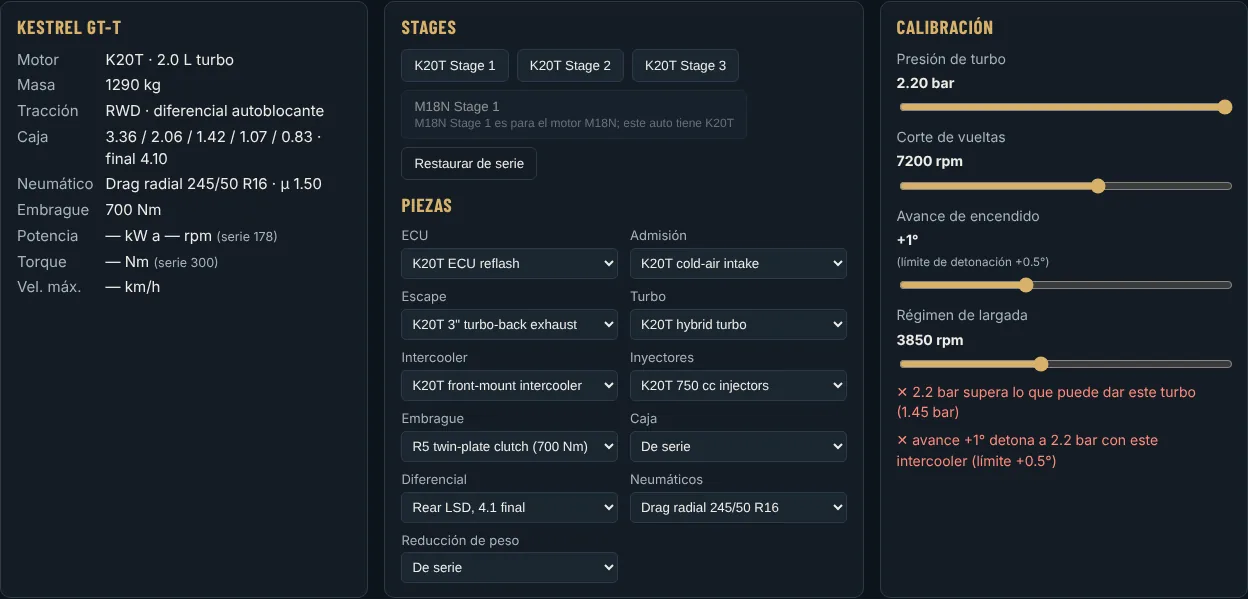 KESTREL GT-T
Motor K20T · 2.0 L turbo
Masa 1290 kg
Tracción RWD · diferencial autoblocante
Caja 3.36 / 2.06 / 1.42 / 1.07 / 0.83 ·
final 4.10
Neumático Drag radial 245/50 R16 · µ 1.50
Embrague 700 Nm
Potencia — kW a — rpm (serie 178)
Torque — Nm (serie 300)
Vel. máx. — km/h
STAGES
K20T Stage 1 K20T Stage 2 K20T Stage 3
M18N Stage 1
M18N Stage 1 es para el motor M18N; este auto tiene K20T
Restaurar de serie
PIEZAS
ECU Admisión
K20T ECU reflash K20T cold-air intake
Escape Turbo
K20T 3" turbo-back exhaust K20T hybrid turbo
Intercooler Inyectores
K20T front-mount intercooler K20T 750 cc injectors
Embrague Caja
R5 twin-plate clutch (700 Nm) De serie
Diferencial Neumáticos
Rear LSD, 4.1 final Drag radial 245/50 R16
Reducción de peso
De serie
CALIBRACIÓN
Presión de turbo
2.20 bar
Corte de vueltas
7200 rpm
Avance de encendido
+1°
(límite de detonación +0.5°)
Régimen de largada
3850 rpm
✕ 2.2 bar supera lo que puede dar este turbo
(1.45 bar)
✕ avance +1° detona a 2.2 bar con este
intercooler (límite +0.5°)